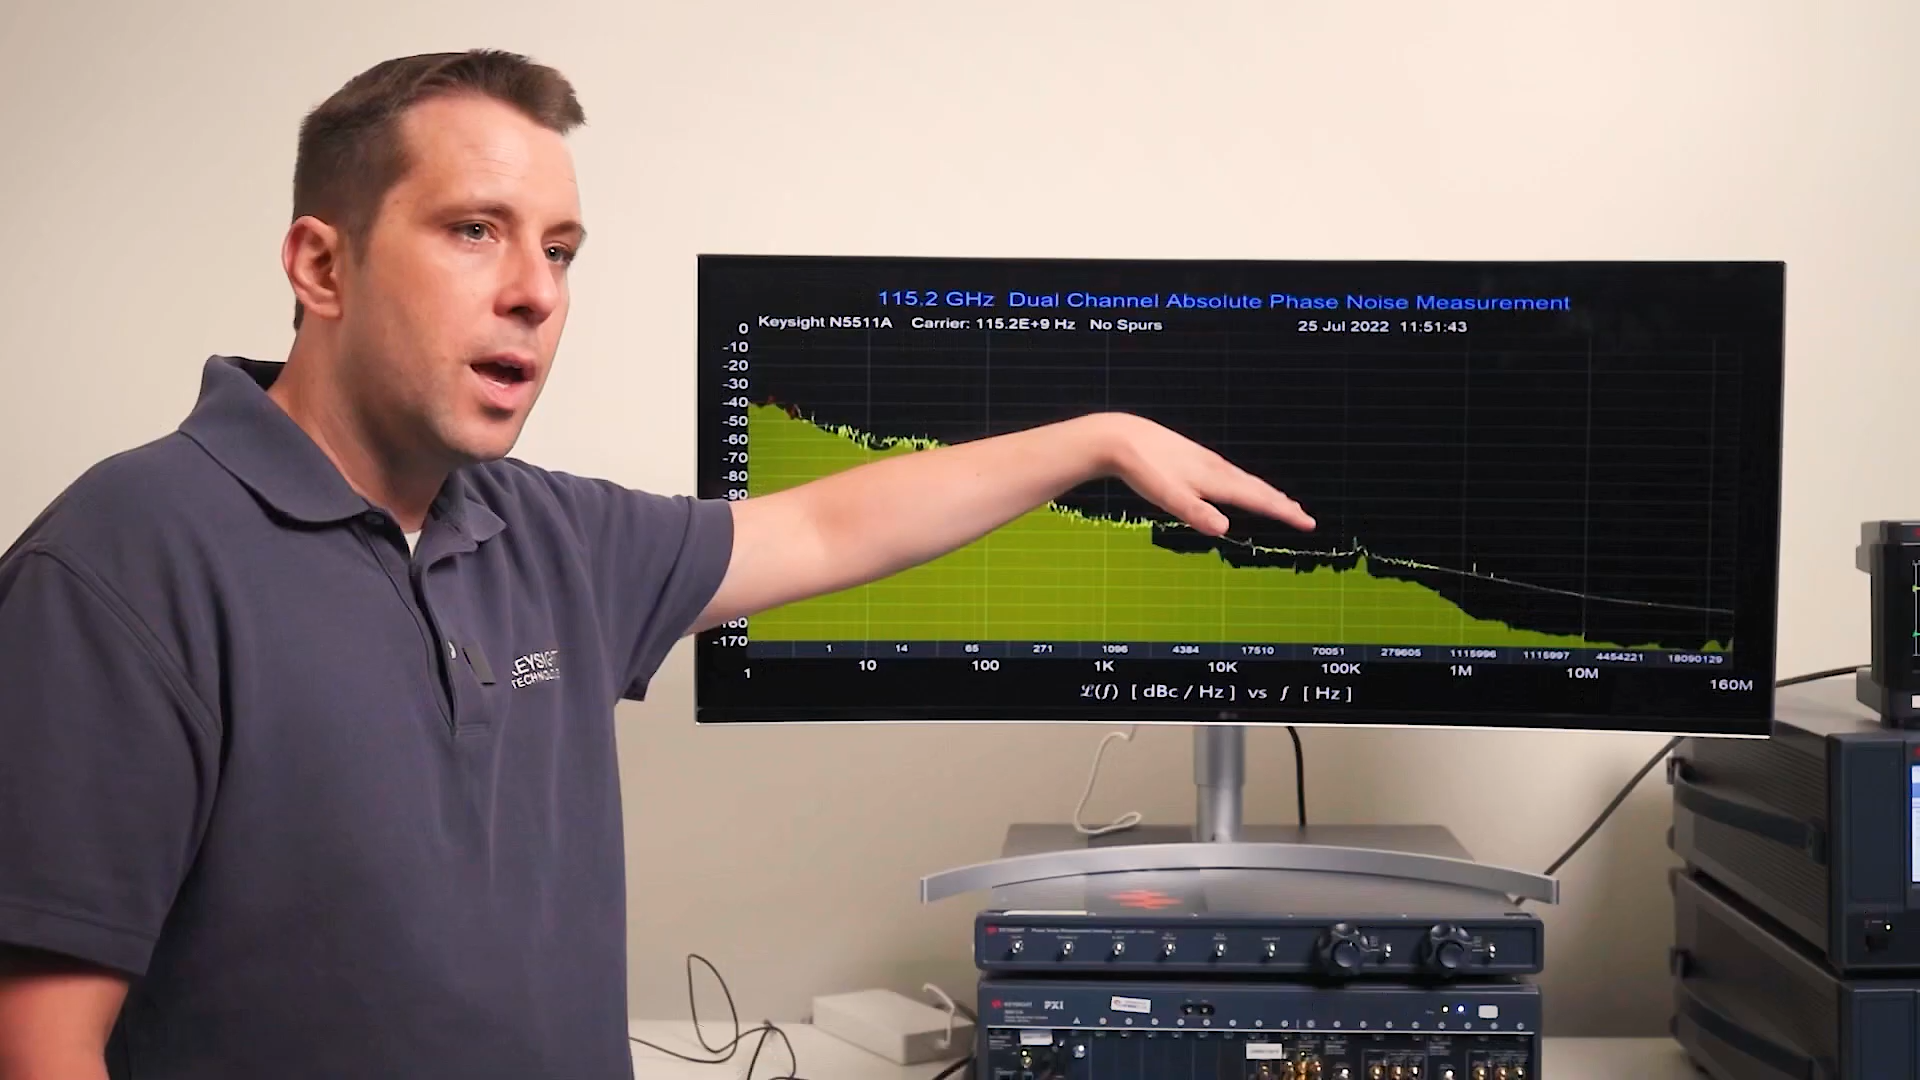 115.2 GHz Dual Channel Absolute Phase Noise Measurement
Keysight N5511A Carrier: 115.2E+9 Hz No Spurs 25 Jul 2022 11:51:43
0
-10
-20
-30
-40
-50
-60
-70
-80
-90
-170
1 14 65 271 1096 4384 17510 70051 279605 1115996 1115997 4454221 18090129
1 10 100 1K 10K 100K 1M 10M 160M
ℒ(f) [ dBc / Hz ] vs f [ Hz ]
KEYSIGHT
PXI